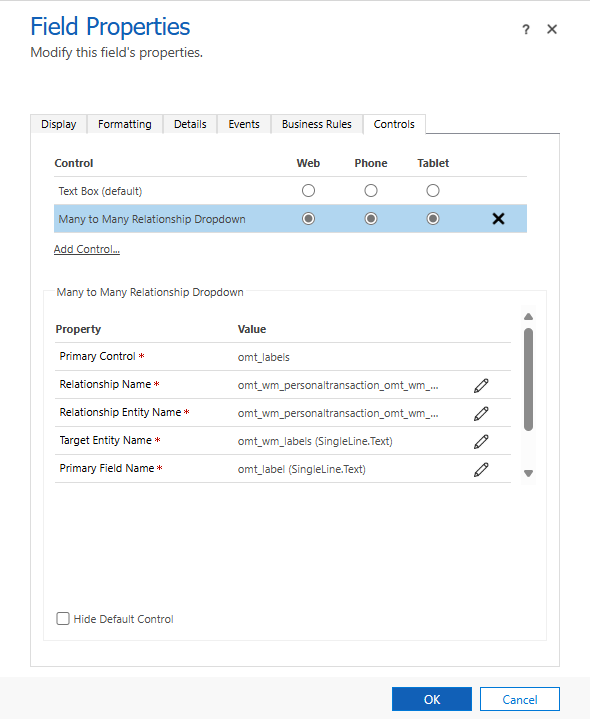 Field Properties
?
Modify this field's properties.
Display Formatting Details Events Business Rules Controls
Control Web Phone Tablet
Text Box (default)
Many to Many Relationship Dropdown
Add Control...
Many to Many Relationship Dropdown
Property Value
Primary Control * omt_labels
Relationship Name * omt_wm_personaltransaction_omt_wm_...
Relationship Entity Name * omt_wm_personaltransaction_omt_wm_...
Target Entity Name * omt_wm_labels (SingleLine.Text)
Primary Field Name * omt_label (SingleLine.Text)
Hide Default Control
OK Cancel